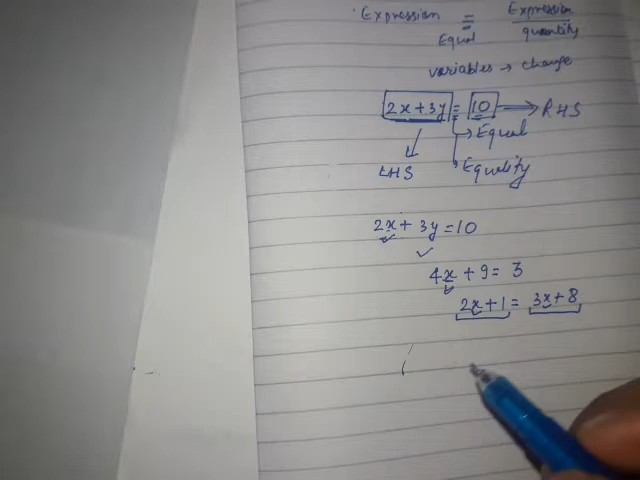 Expression = Expression
Equal quantity
variables → change
2x+3y = 10 → RHS
→ Equal
LHS → Equality
2x + 3y = 10
4x + 9 = 3
2x + 1 = 3x + 8